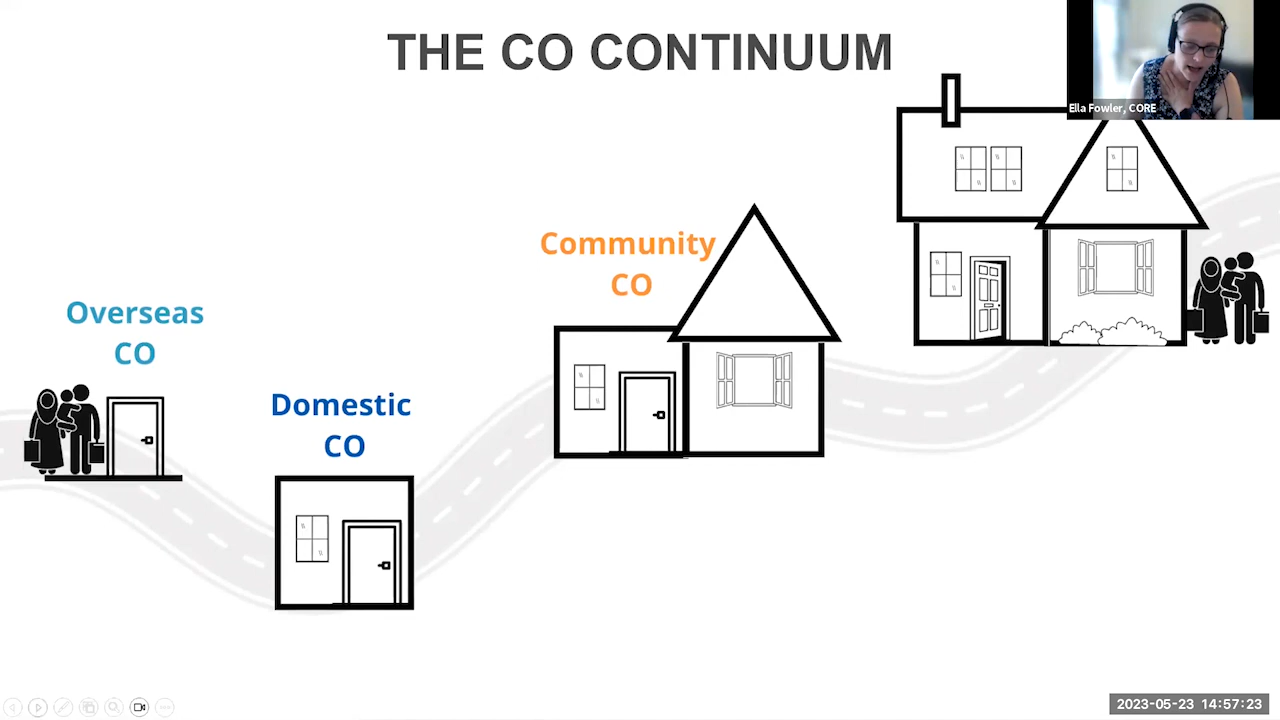 THE CO CONTINUUM
Ella Fowler, CORE
Overseas
CO
Domestic
CO
Community
CO
2023-05-23 14:57:23